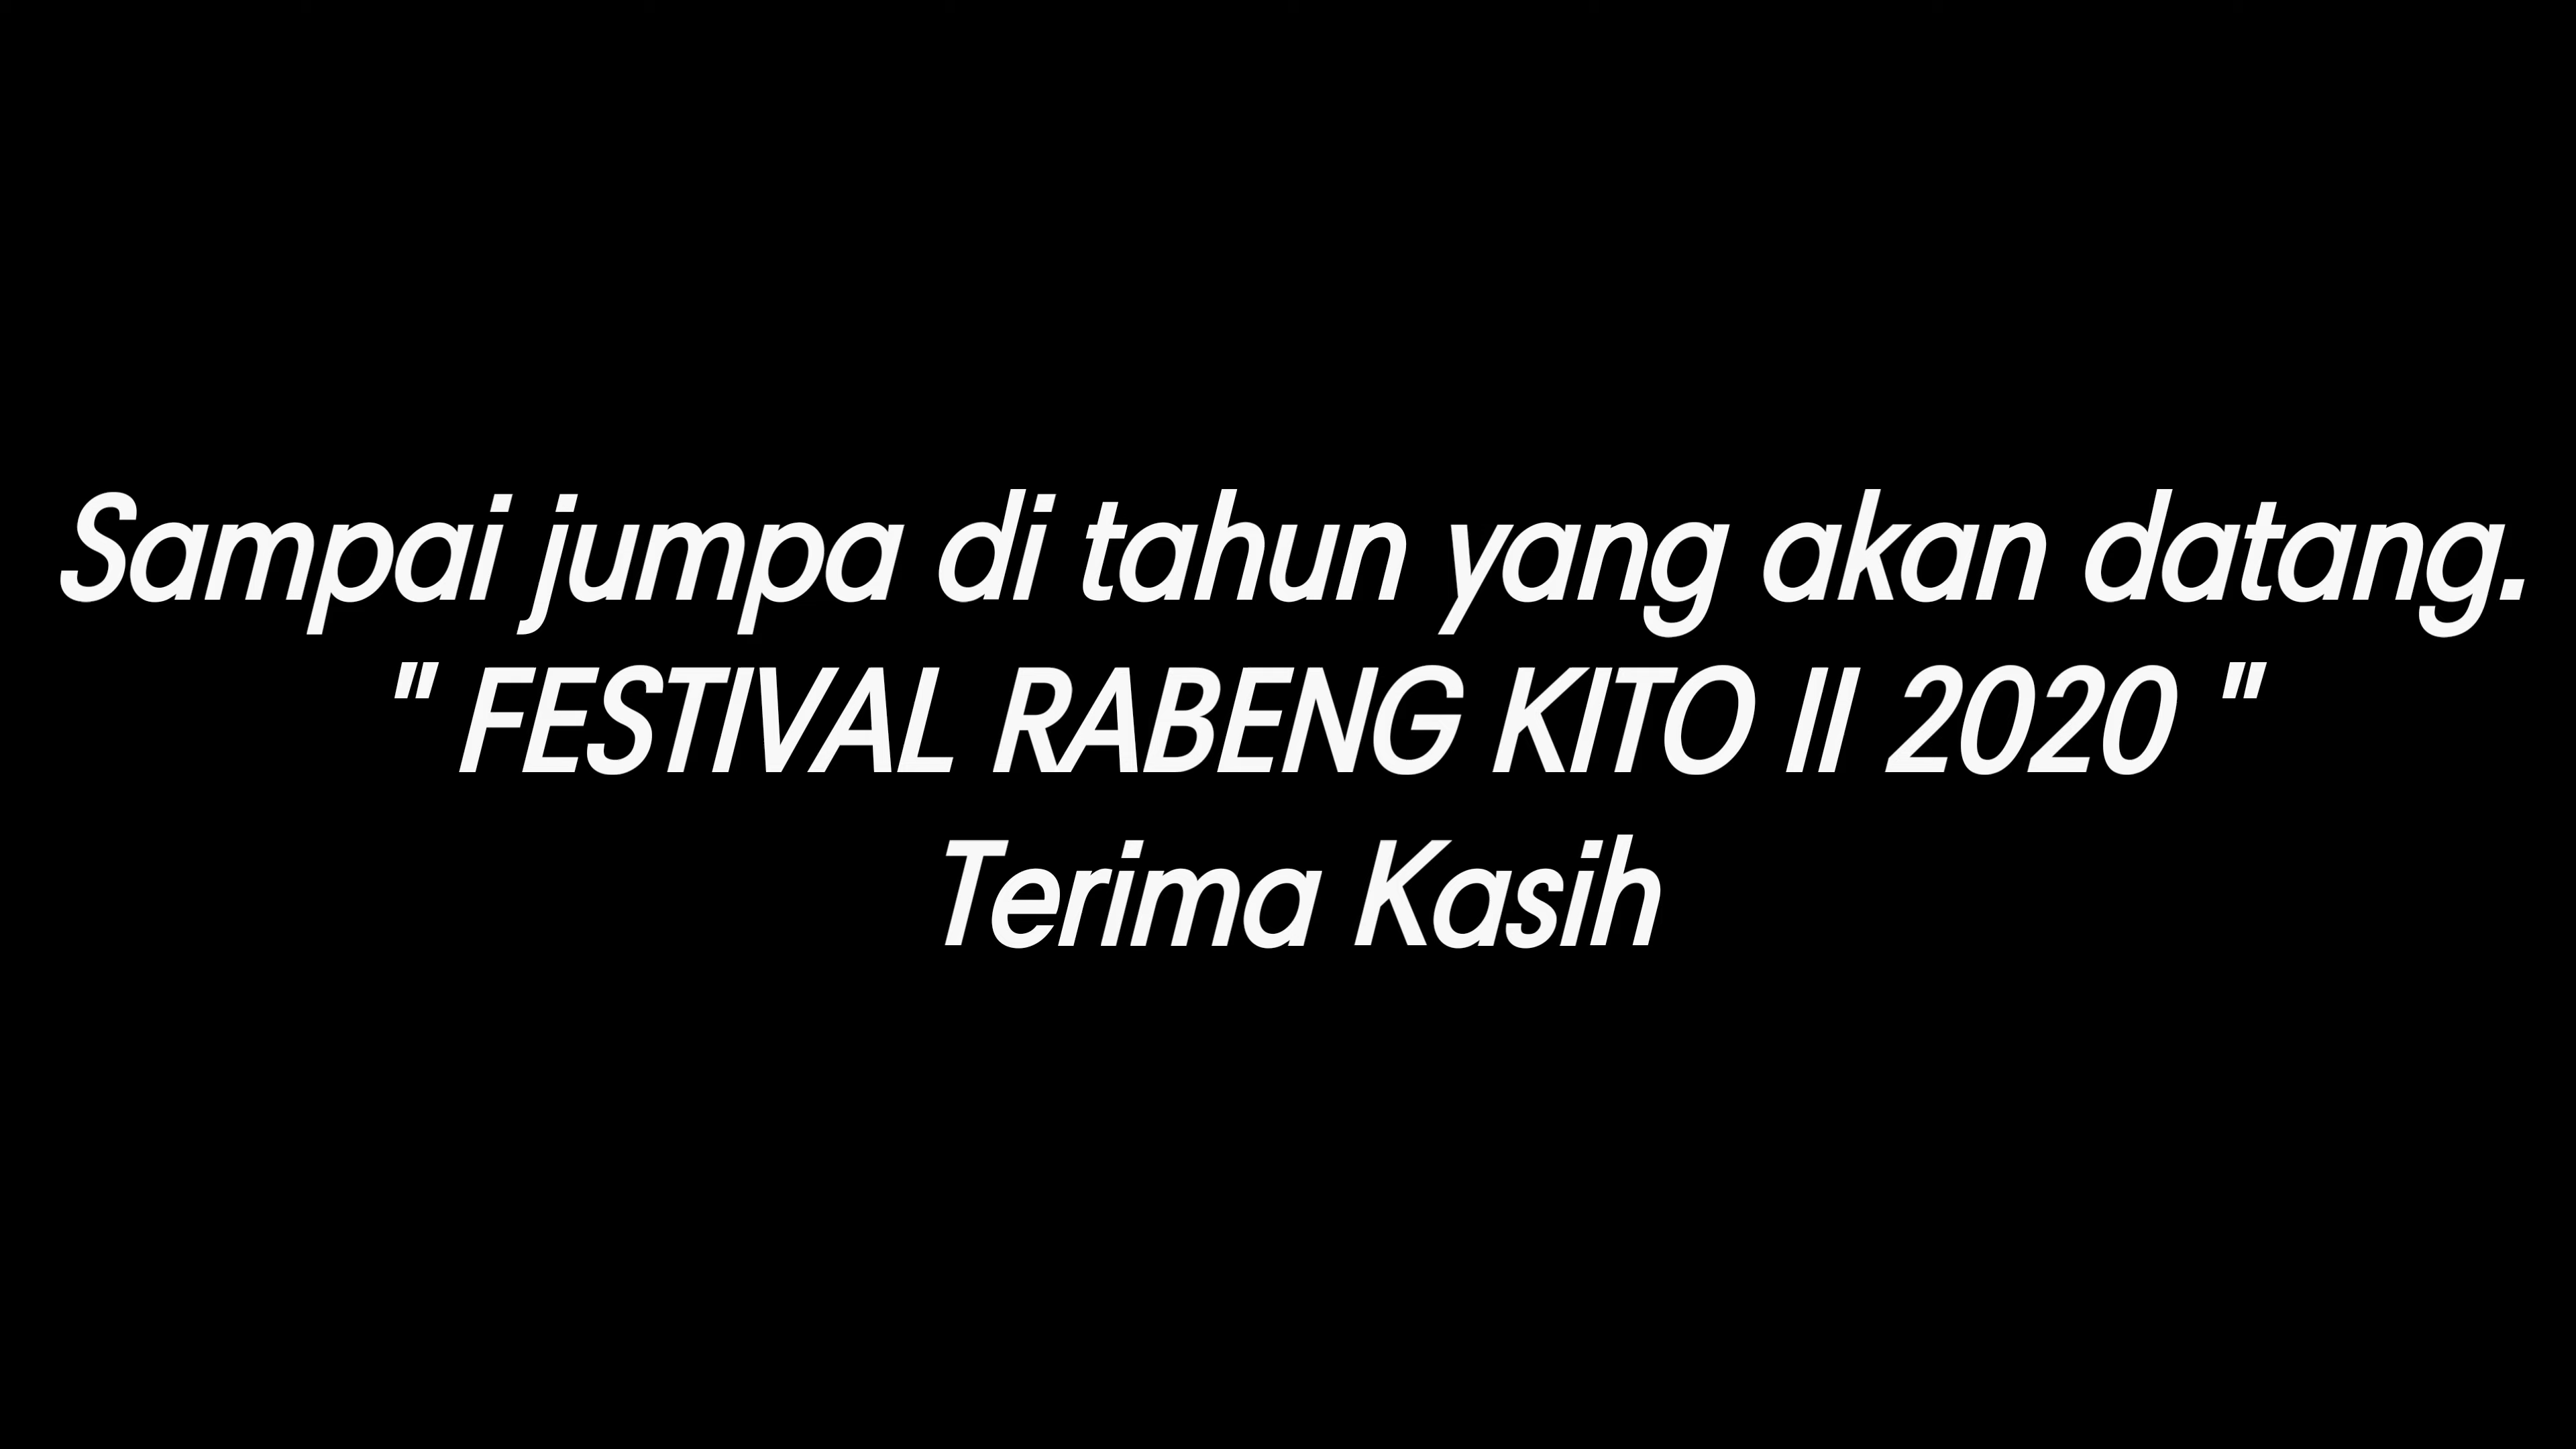 Sampai jumpa di tahun yang akan datang.
" FESTIVAL RABENG KITO II 2020 "
Terima Kasih